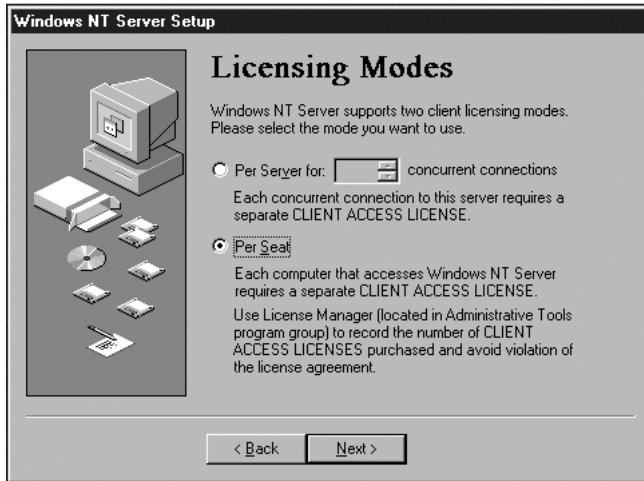 Windows NT Server Setup
Licensing Modes
Windows NT Server supports two client licensing modes.
Please select the mode you want to use.
Per Server for: concurrent connections
Each concurrent connection to this server requires a
separate CLIENT ACCESS LICENSE.
Per Seat
Each computer that accesses Windows NT Server
requires a separate CLIENT ACCESS LICENSE.
Use License Manager (located in Administrative Tools
program group) to record the number of CLIENT
ACCESS LICENSES purchased and avoid violation of
the license agreement.
< Back Next >